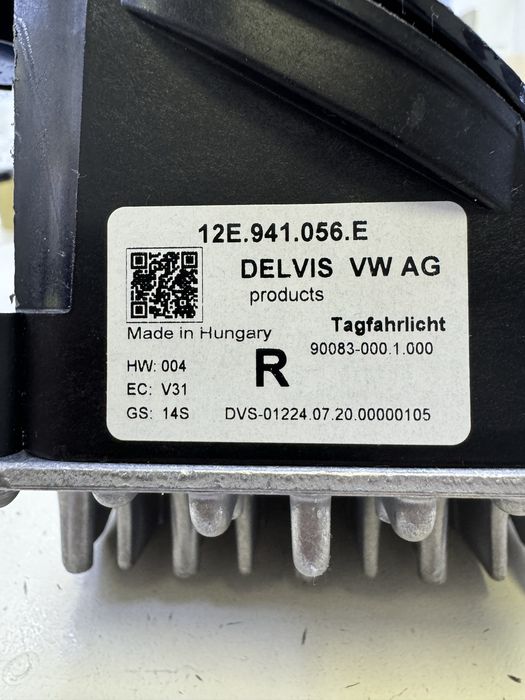 12E.941.056.E
DELVIS VW AG
products
Made in Hungary
Tagfahrlicht
90083-000.1.000
HW: 004
R
EC: V31
GS: 14S
DVS-01224.07.20.00000105